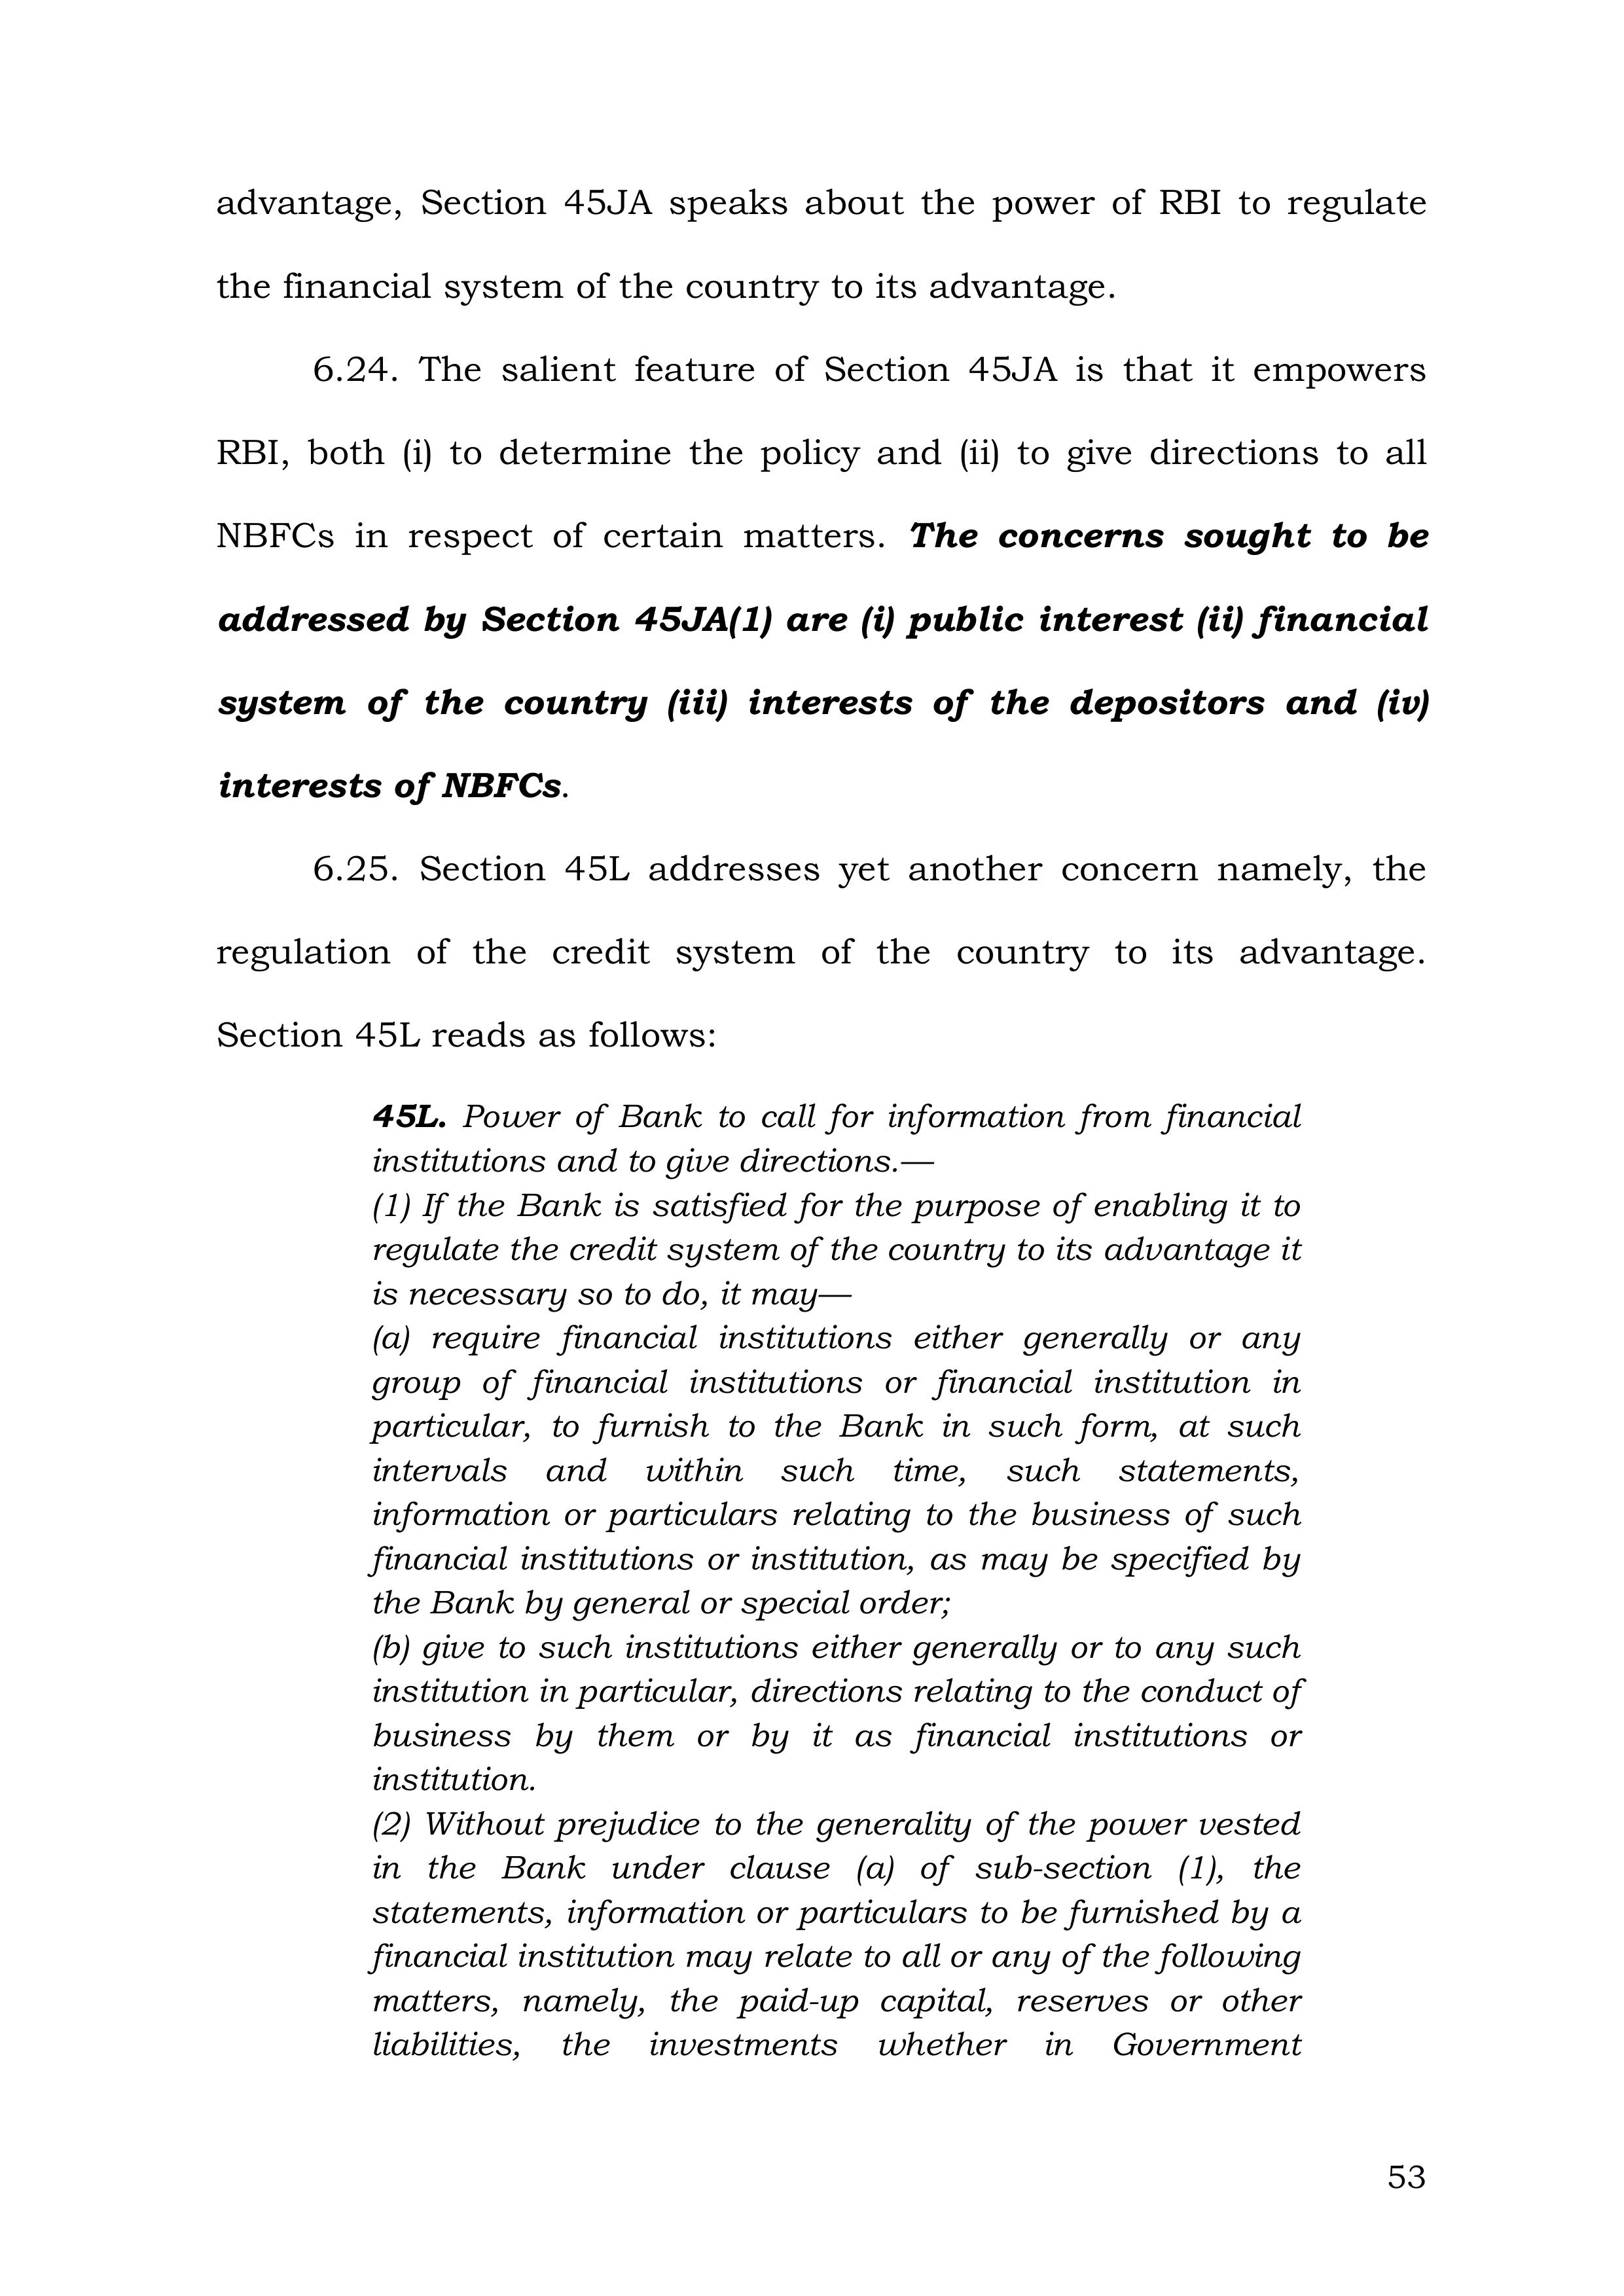 advantage, Section 45JA speaks about the power of RBI to regulate
the financial system of the country to its advantage.
6.24. The salient feature of Section 45JA is that it empowers
RBI, both (i) to determine the policy and (ii) to give directions to all
NBFCs in respect of certain matters. The concerns sought to be
addressed by Section 45JA(1) are (i) public interest (ii) financial
system of the country (iii) interests of the depositors and (iv)
interests of NBFCs.
6.25. Section 45L addresses yet another concern namely, the
regulation of the credit system of the country to its advantage.
Section 45L reads as follows:
45L. Power of Bank to call for information from financial
institutions and to give directions.—
(1) If the Bank is satisfied for the purpose of enabling it to
regulate the credit system of the country to its advantage it
is necessary so to do, it may—
(a) require financial institutions either generally or any
group of financial institutions or financial institution in
particular, to furnish to the Bank in such form, at such
intervals and within such time, such statements,
information or particulars relating to the business of such
financial institutions or institution, as may be specified by
the Bank by general or special order;
(b) give to such institutions either generally or to any such
institution in particular, directions relating to the conduct of
business by them or by it as financial institutions or
institution.
(2) Without prejudice to the generality of the power vested
in the Bank under clause (a) of sub-section (1), the
statements, information or particulars to be furnished by a
financial institution may relate to all or any of the following
matters, namely, the paid-up capital, reserves or other
liabilities, the investments whether in Government
53